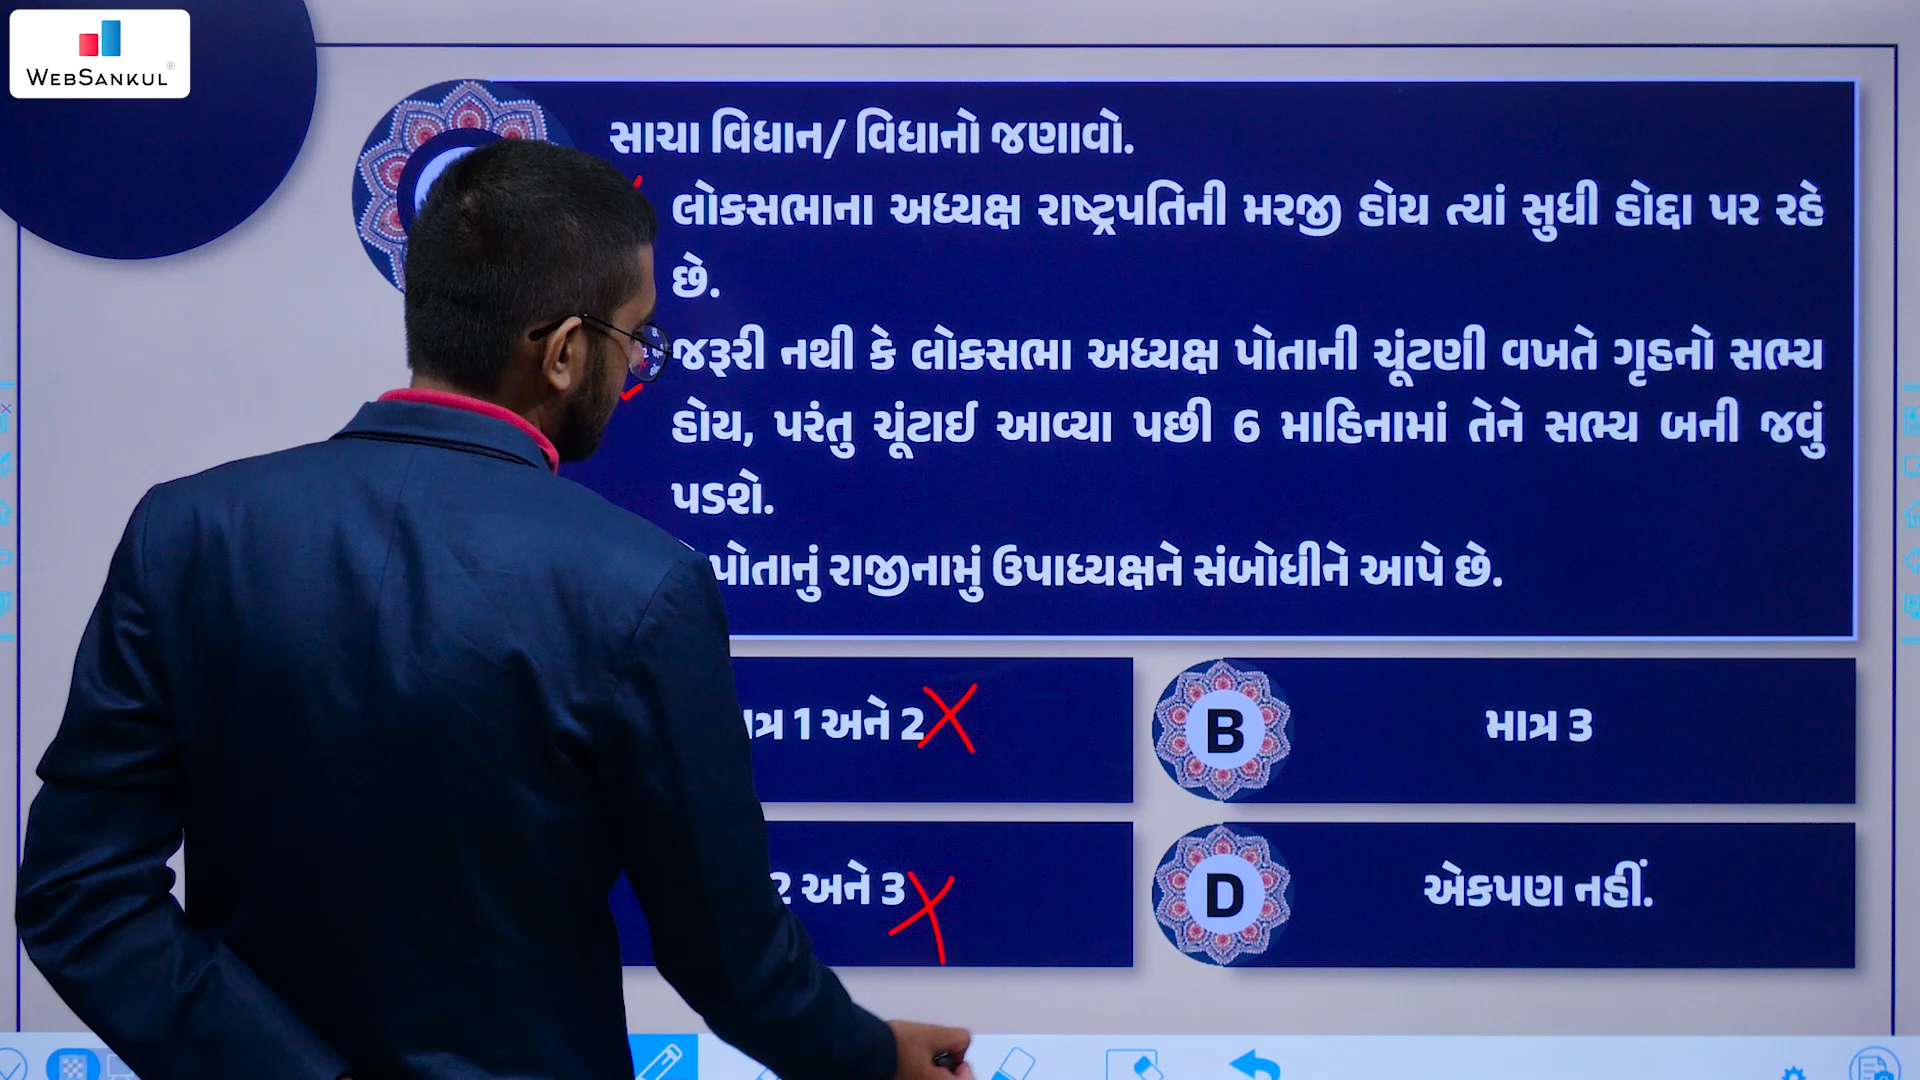 WEBSANKUL®
સાચા વિધાન/ વિધાનો જણાવો.
લોકસભાના અધ્યક્ષ રાષ્ટ્રપતિની મરજી હોય ત્યાં સુધી હોદ્દા પર રહે
છે.
જરૂરી નથી કે લોકસભા અધ્યક્ષ પોતાની ચૂંટણી વખતે ગૃહનો સભ્ય
હોય, પરંતુ ચૂંટાઈ આવ્યા પછી 6 માહિનામાં તેને સભ્ય બની જવું
પડશે.
પોતાનું રાજીનામું ઉપાધ્યક્ષને સંબોધીને આપે છે.
1 અને 2
B માત્ર 3
2 અને 3
D એકપણ નહીં.